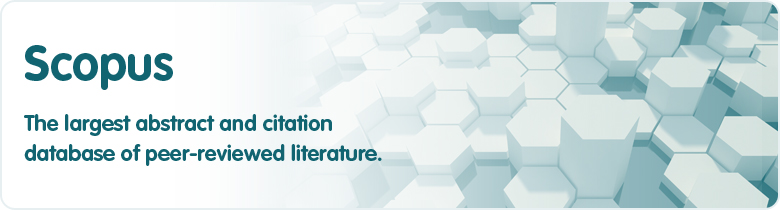 Scopus
The largest abstract and citation
database of peer-reviewed literature.